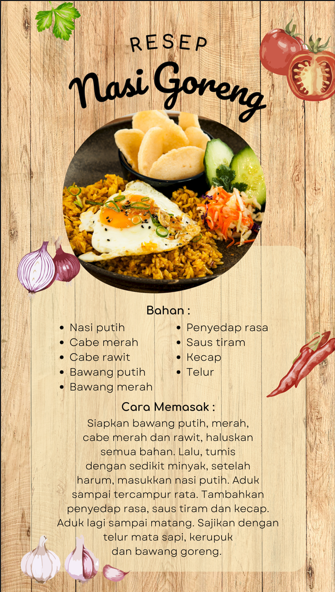 RESEP
Nasi Goreng
Bahan :
Nasi putih
Cabe merah
Cabe rawit
Bawang putih
Bawang merah
Penyedap rasa
Saus tiram
Kecap
Telur
Cara Memasak :
Siapkan bawang putih, merah,
cabe merah dan rawit, haluskan
semua bahan. Lalu, tumis
dengan sedikit minyak, setelah
harum, masukkan nasi putih. Aduk
sampai tercampur rata. Tambahkan
penyedap rasa, saus tiram dan kecap.
Aduk lagi sampai matang. Sajikan dengan
telur mata sapi, kerupuk
dan bawang goreng.